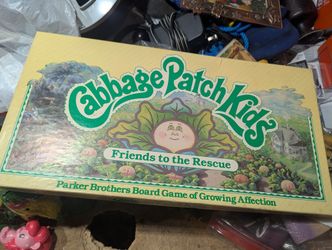 Cabbage Patch Kids
Friends to the Rescue
Parker Brothers Board Game of Growing Affection